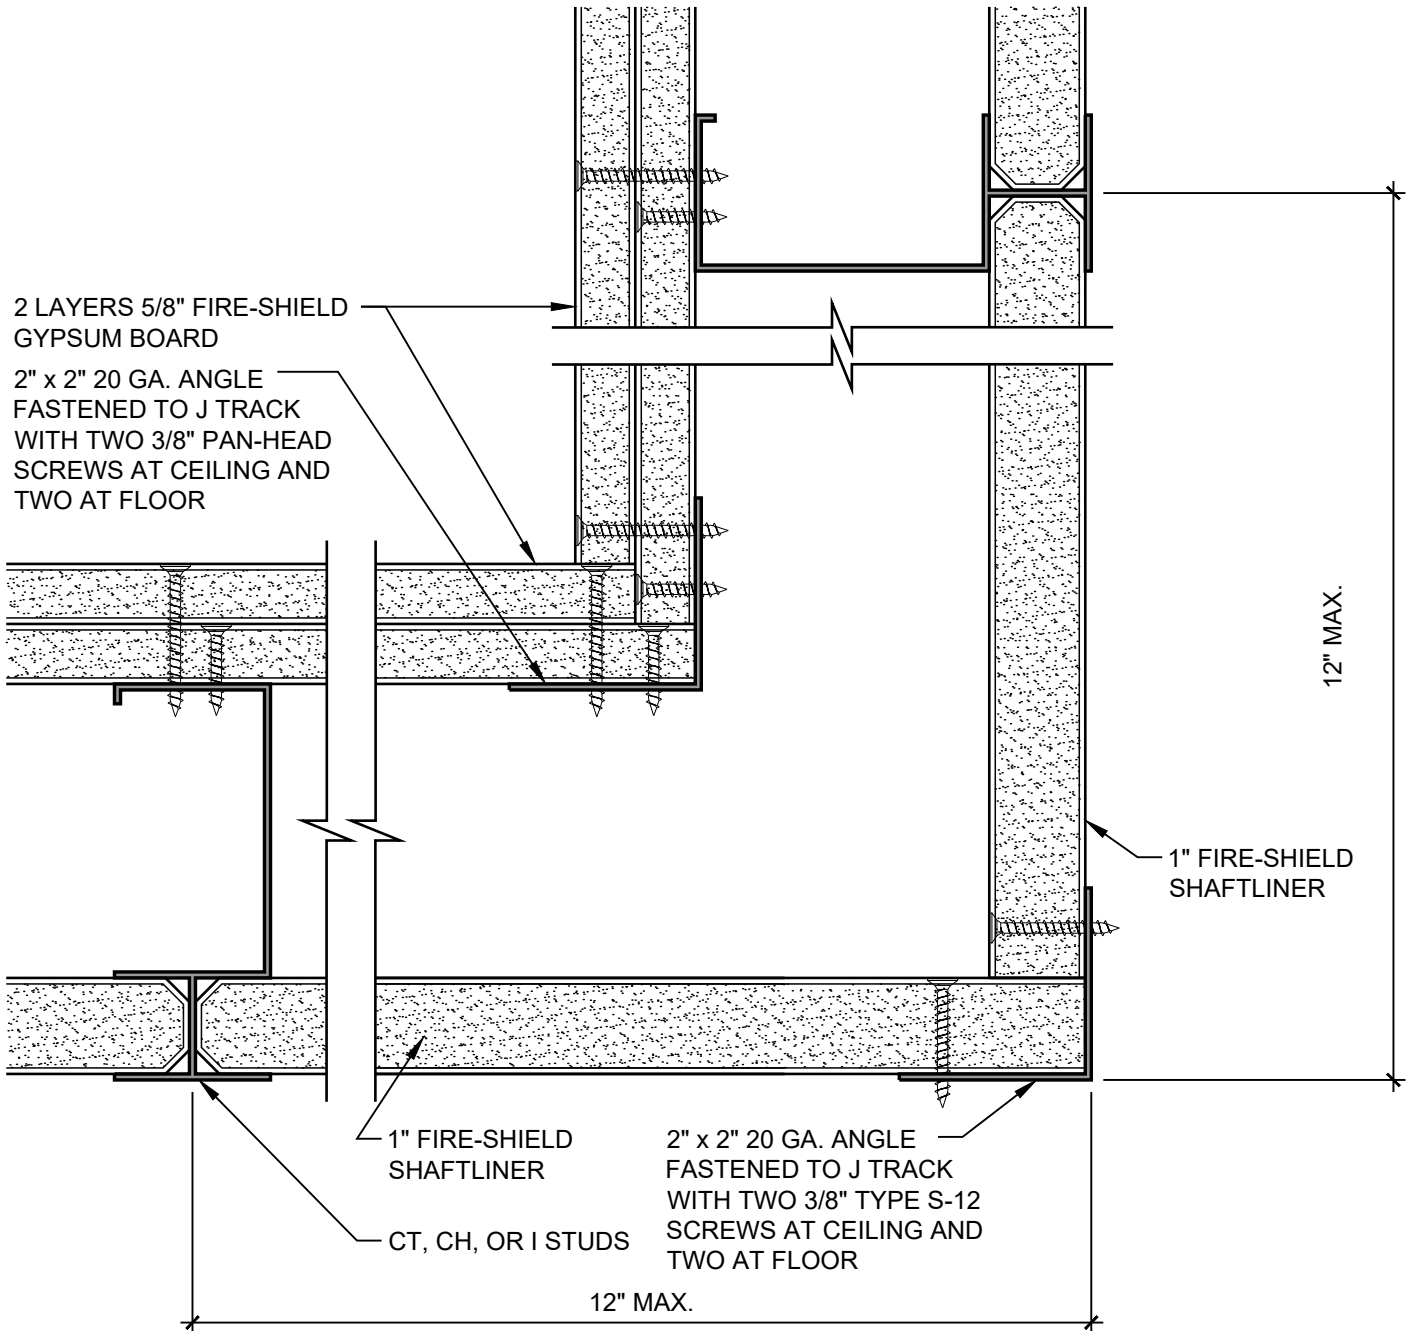 2 LAYERS 5/8" FIRE-SHIELD
GYPSUM BOARD
2" x 2" 20 GA. ANGLE
FASTENED TO J TRACK
WITH TWO 3/8" PAN-HEAD
SCREWS AT CEILING AND
TWO AT FLOOR
12" MAX.
1" FIRE-SHIELD
SHAFTLINER
1" FIRE-SHIELD
SHAFTLINER
CT, CH, OR I STUDS
2" x 2" 20 GA. ANGLE
FASTENED TO J TRACK
WITH TWO 3/8" TYPE S-12
SCREWS AT CEILING AND
TWO AT FLOOR
12" MAX.